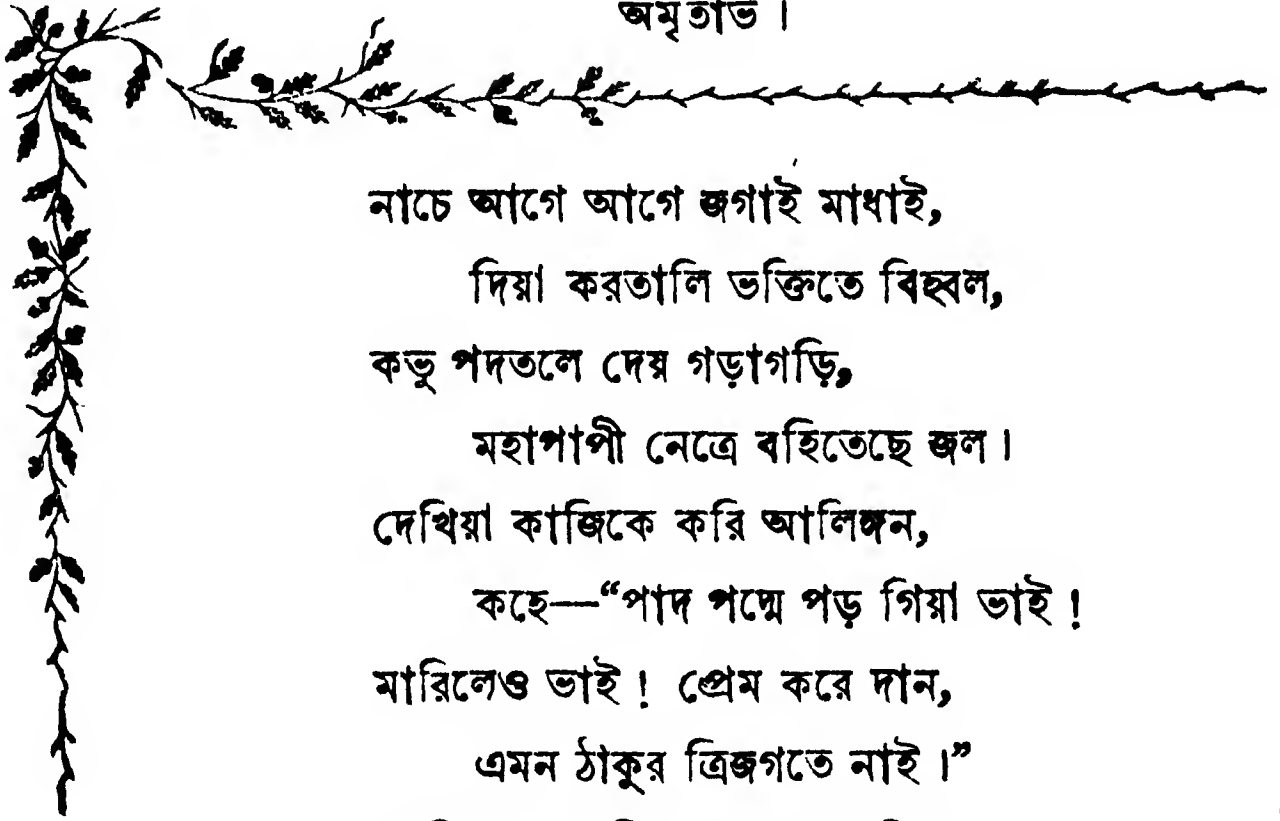 অমৃতাভ।
নাচে আগে আগে জগাই মাধাই,
দিয়া করতালি ভক্তিতে বিহ্বল,
কভু পদতলে দেয় গড়াগড়ি,
মহাপাপী নেত্রে বহিতেছে জল।
দেখিয়া কাজিকে করি আলিঙ্গন,
কহে—“পাদ পদ্মে পড় গিয়া ভাই!
মারিলেও ভাই! প্রেম করে দান,
এমন ঠাকুর ত্রিজগতে নাই।”